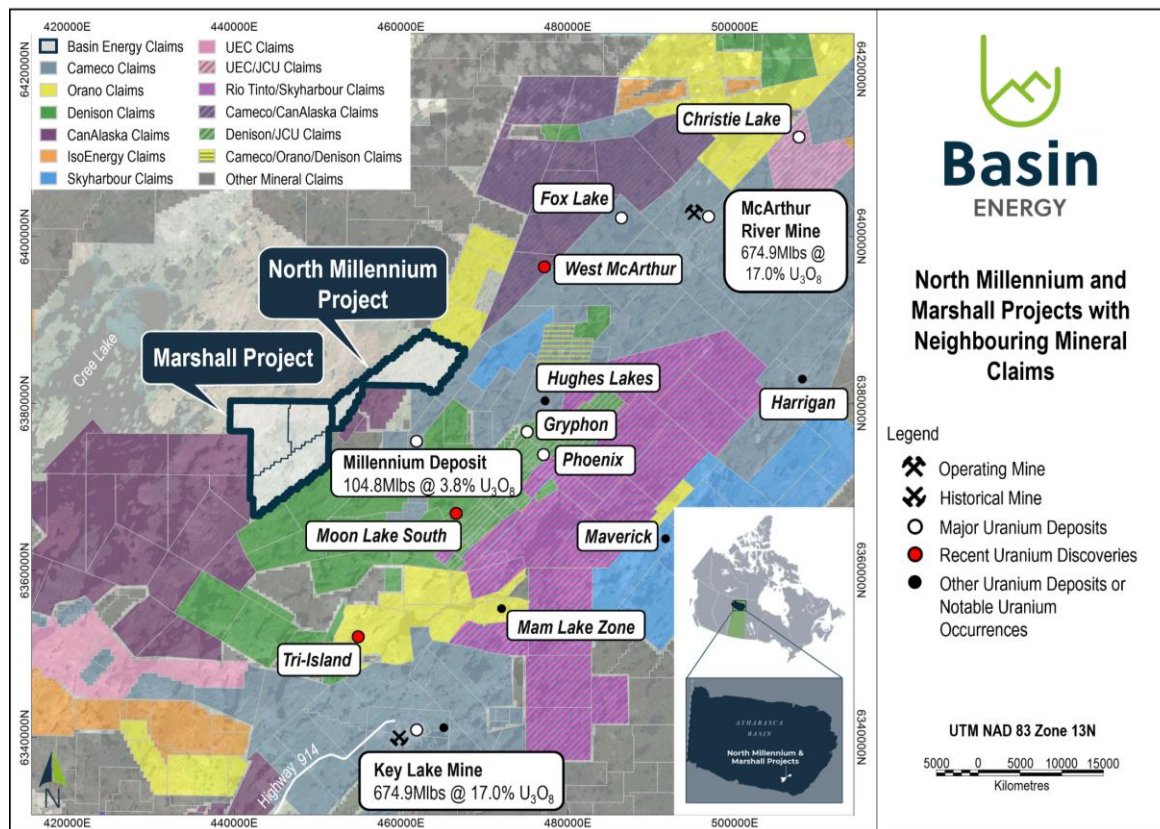 420000E 440000E 460000E 480000E 500000E
6420000N
6400000N
6380000N
6360000N
6340000N
Basin Energy Claims
Cameco Claims
Orano Claims
Denison Claims
CanAlaska Claims
IsoEnergy Claims
Skyharbour Claims
UEC Claims
UEC/JCU Claims
Rio Tinto/Skyharbour Claims
Cameco/CanAlaska Claims
Denison/JCU Claims
Cameco/Orano/Denison Claims
Other Mineral Claims
Christie Lake
Fox Lake
McArthur
River Mine
674.9Mlbs @
17.0% U₃O₈
West McArthur
North Millennium
Project
Marshall Project
Cree Lake
Hughes Lakes
Harrigan
Gryphon
Phoenix
Millennium Deposit
104.8Mlbs @ 3.8% U₃O₈
Moon Lake South
Maverick
Mam Lake Zone
Tri-Island
Highway 914
Key Lake Mine
674.9Mlbs @ 17.0% U₃O₈
N
ATHABASCA
BASIN
North Millennium &
Marshall Projects
420000E 440000E 460000E 480000E 500000E
6420000N
6400000N
6380000N
6360000N
6340000N
Basin
ENERGY
North Millennium and
Marshall Projects with
Neighbouring Mineral
Claims
Legend
Operating Mine
Historical Mine
Major Uranium Deposits
Recent Uranium Discoveries
Other Uranium Deposits or
Notable Uranium
Occurrences
UTM NAD 83 Zone 13N
5000 0 5000 10000 15000
Kilometres